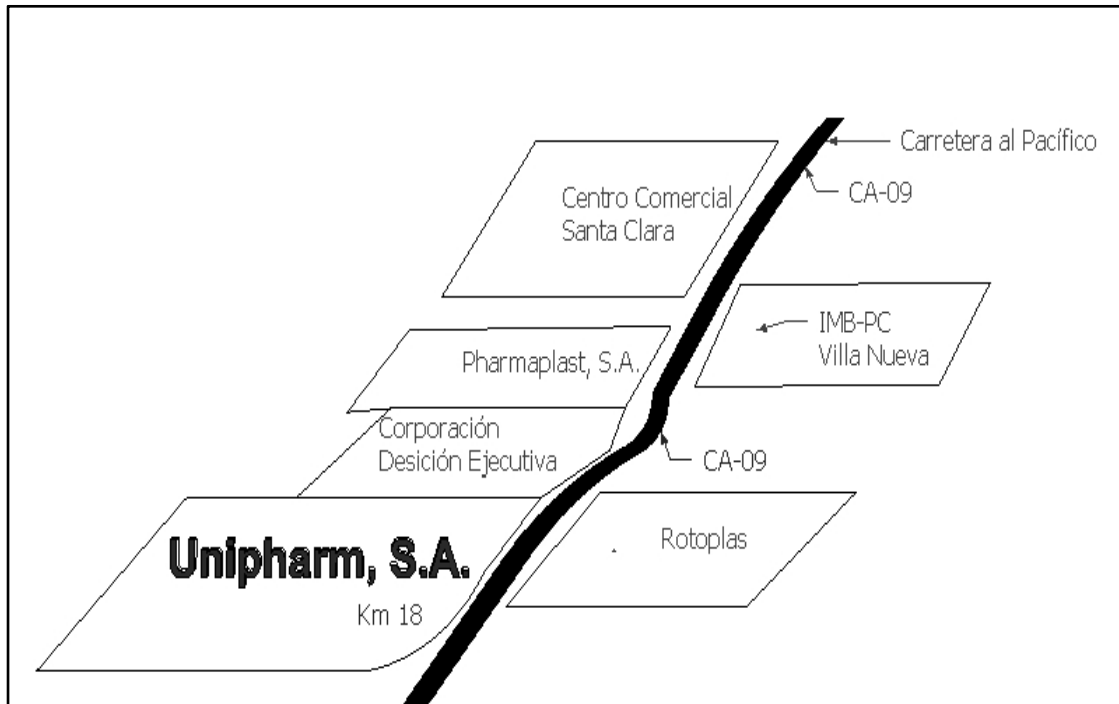 Carretera al Pacífico
CA-09
Centro Comercial
Santa Clara
IMB-PC
Villa Nueva
Pharmaplast, S.A.
Corporación
Desición Ejecutiva
CA-09
Rotoplas
Unipharm, S.A.
Km 18